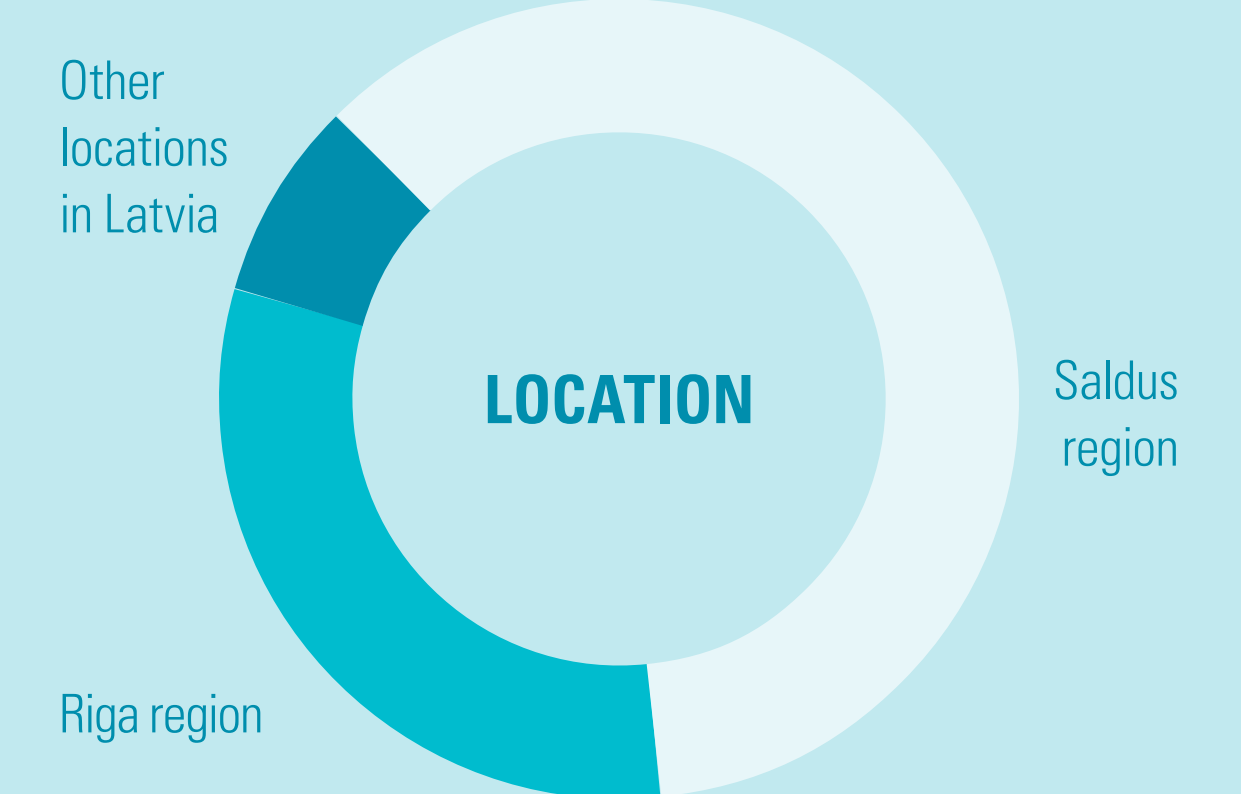 Other
locations
in Latvia
LOCATION
Saldus
region
Riga region